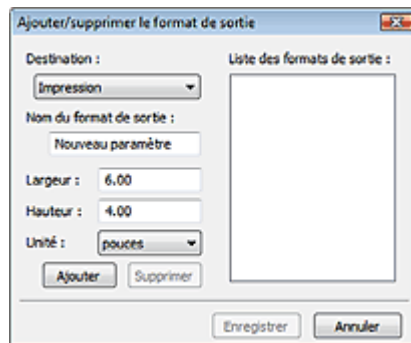 Ajouter/supprimer le format de sortie
Destination :
Impression
Nom du format de sortie :
Nouveau paramètre
Largeur : 6.00
Hauteur : 4.00
Unité : pouces
Ajouter Supprimer
Liste des formats de sortie :
Enregistrer Annuler